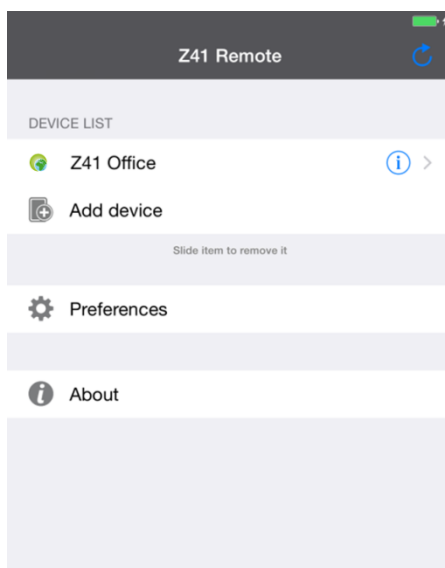 Z41 Remote
DEVICE LIST
Z41 Office
Add device
Slide item to remove it
Preferences
About